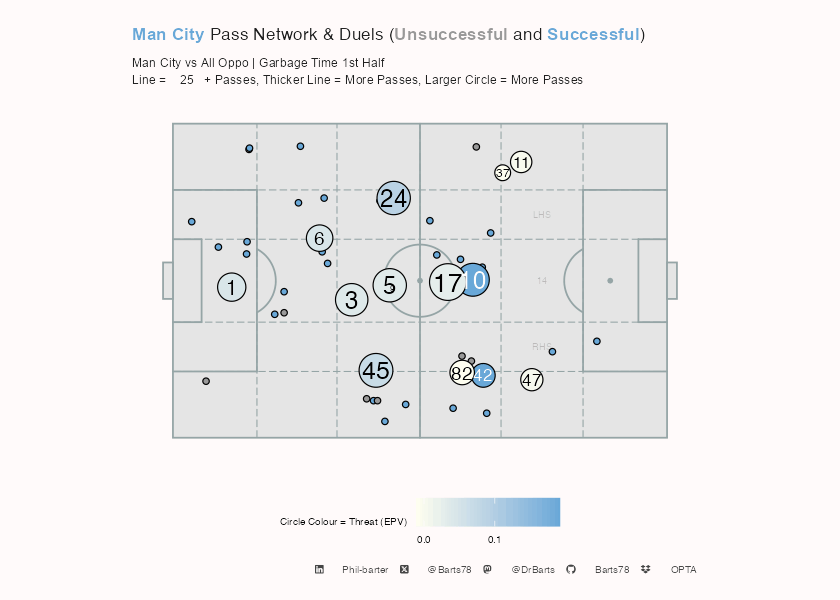 Man City Pass Network & Duels (Unsuccessful and Successful)
Man City vs All Oppo | Garbage Time 1st Half
Line = 25 + Passes, Thicker Line = More Passes, Larger Circle = More Passes
11
37
24
LHS
6
1
3
5
17
10
14
RHS
45
82
42
47
Circle Colour = Threat (EPV)
0.0
0.1
Phil-barter @Barts78 @DrBarts Barts78 OPTA